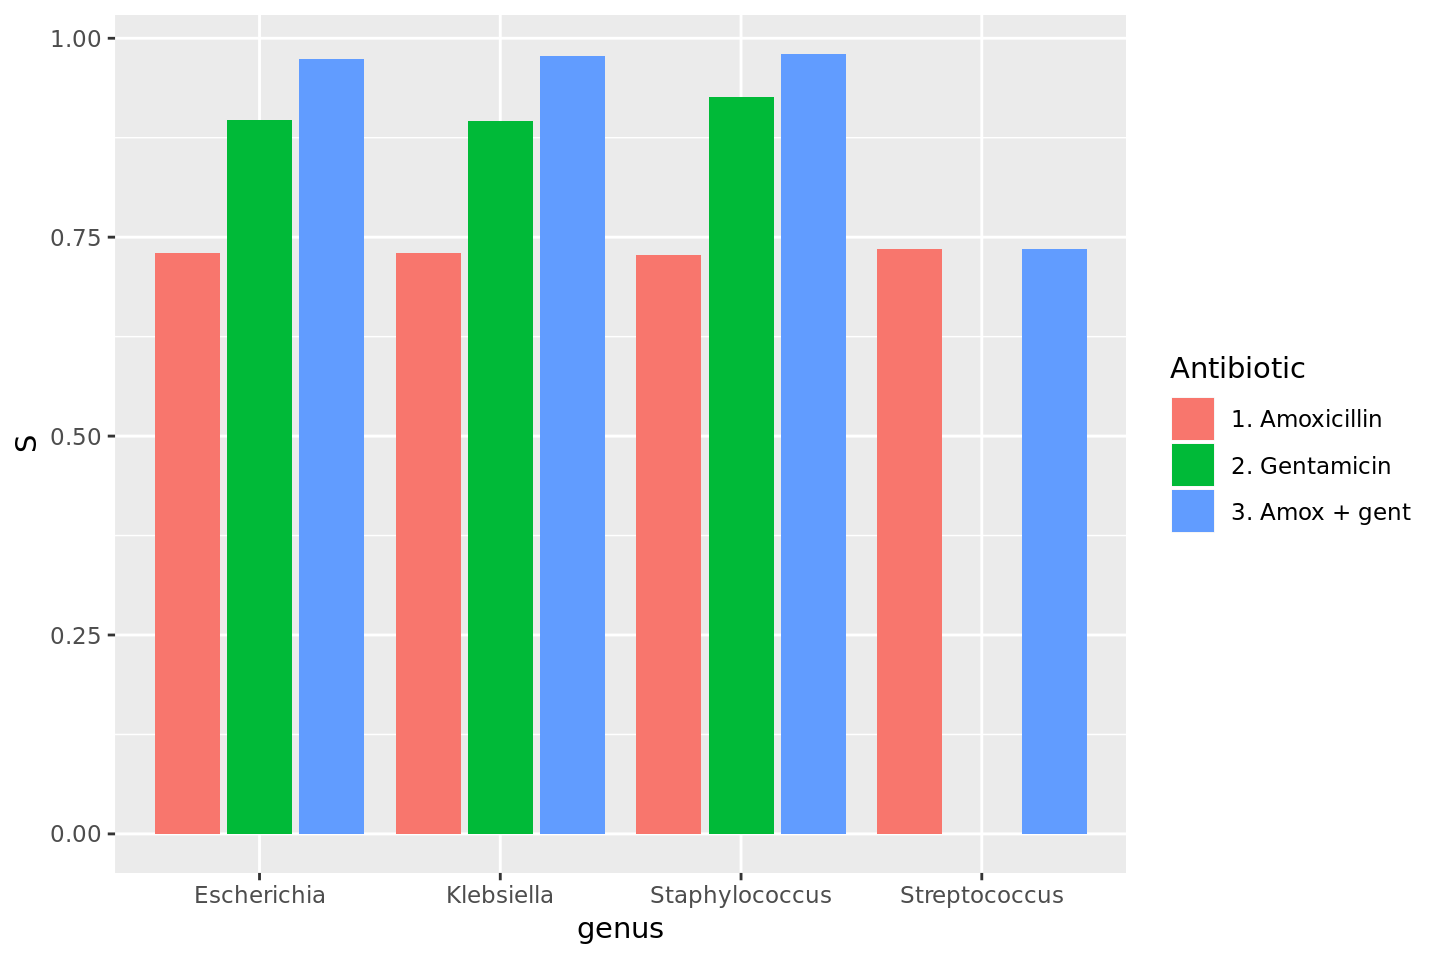 1.00
0.75
0.50
0.25
0.00
S
Escherichia
Klebsiella
Staphylococcus
Streptococcus
genus
Antibiotic
1. Amoxicillin
2. Gentamicin
3. Amox + gent